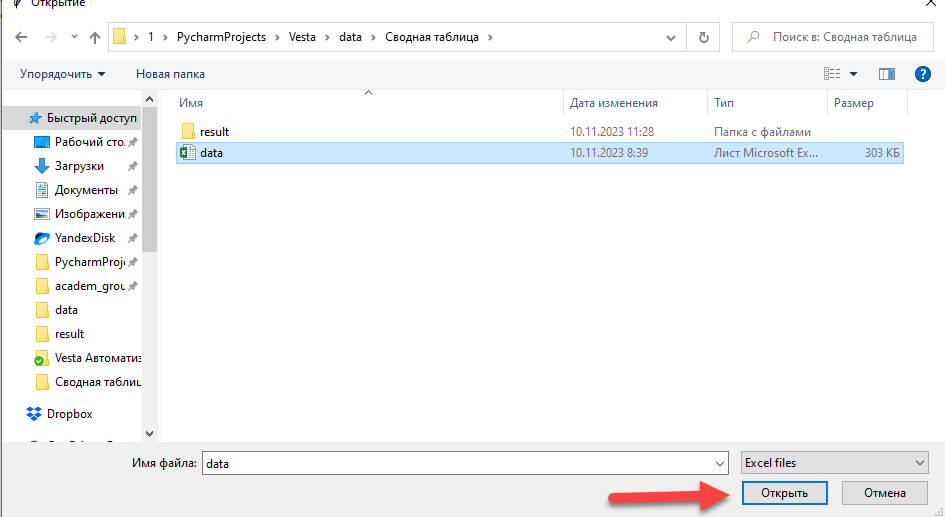 Открытие
1 PycharmProjects Vesta data Сводная таблица
Поиск в: Сводная таблица
Упорядочить Новая папка
Имя Дата изменения Тип Размер
result 10.11.2023 11:28 Папка с файлами
data 10.11.2023 8:39 Лист Microsoft Ex... 303 КБ
Быстрый доступ
Рабочий сто.
Загрузки
Документы
Изображени
YandexDisk
PycharmProj
academ_grou
data
result
Vesta Автоматиз
Сводная таблиц
Dropbox
Имя файла: data Excel files
Открыть Отмена